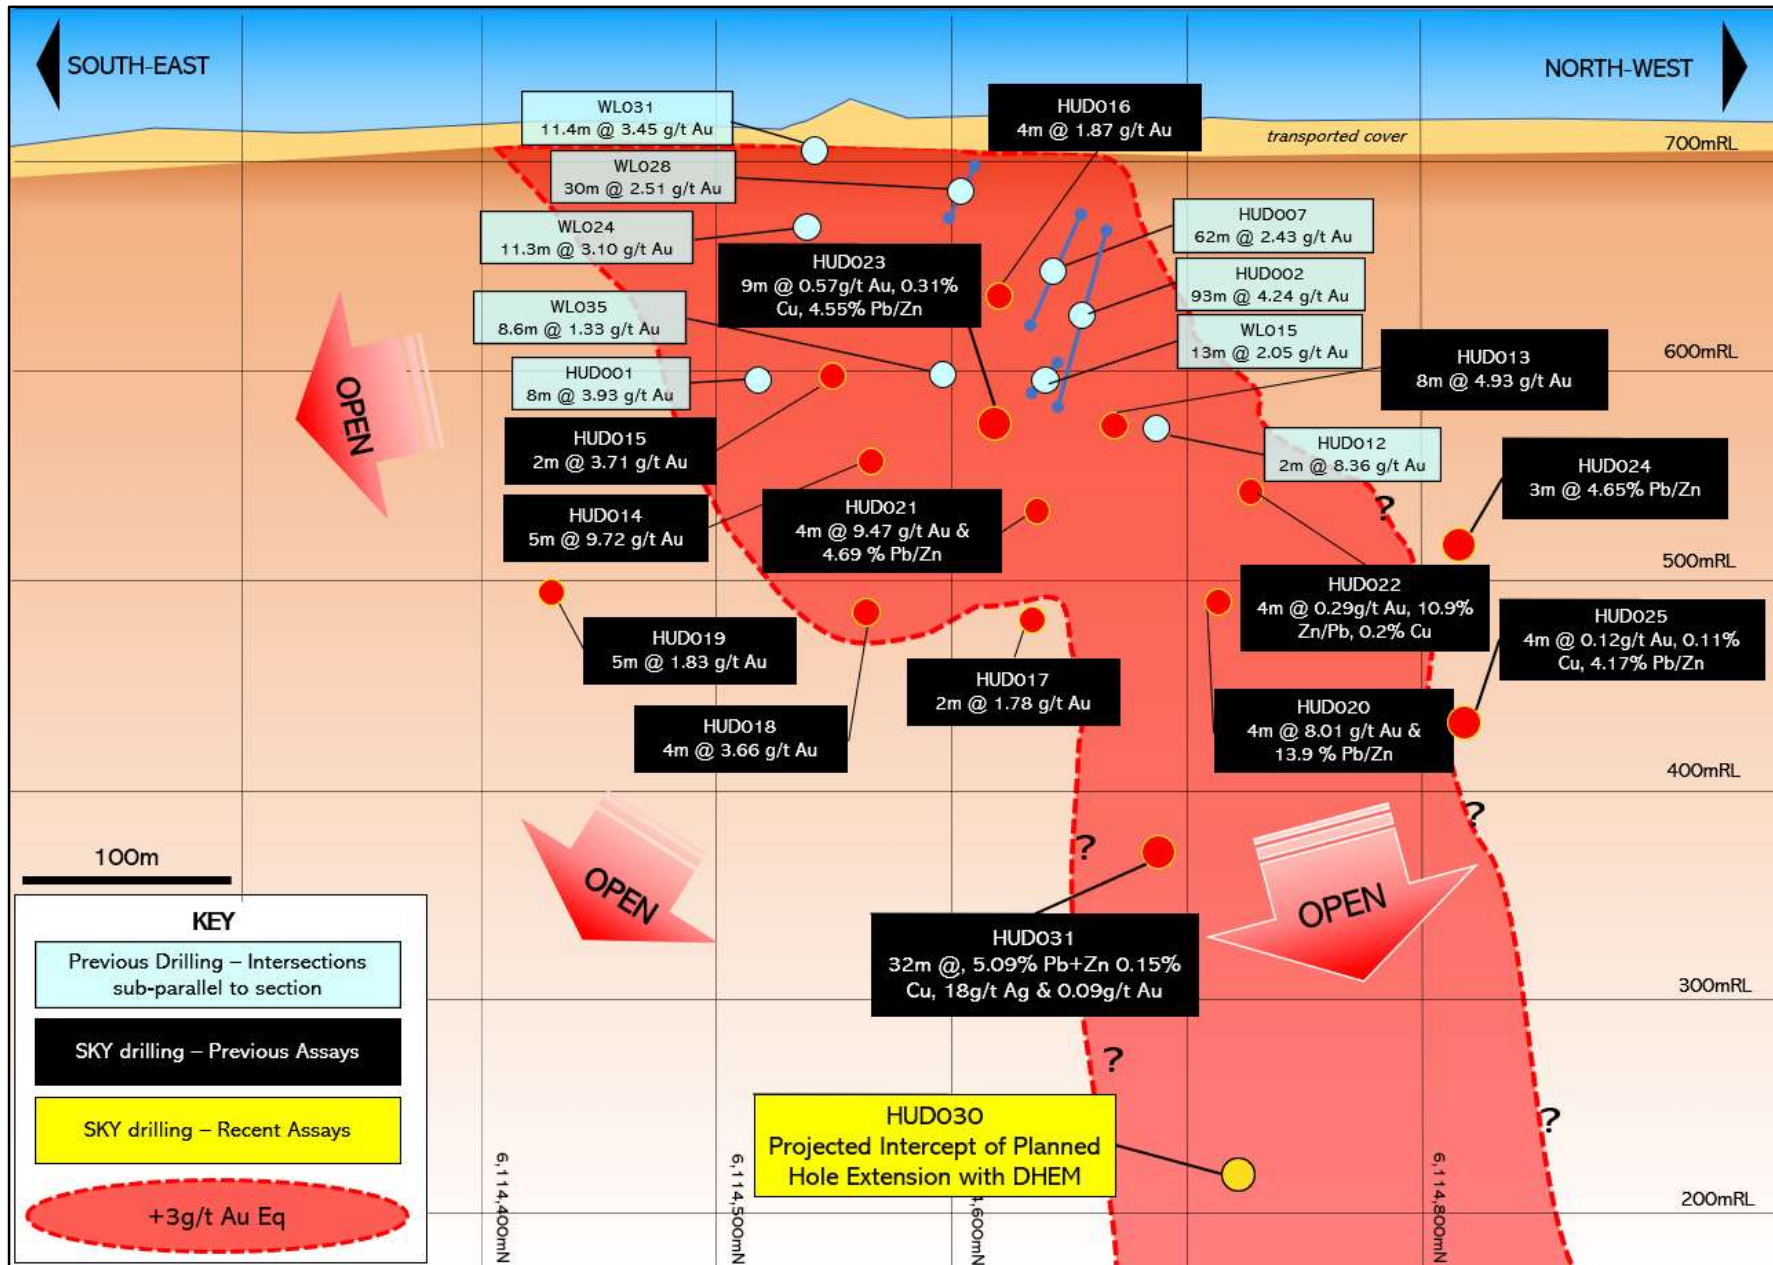 SOUTH-EAST
NORTH-WEST
WL031
11.4m @ 3.45 g/t Au
HUD016
4m @ 1.87 g/t Au
transported cover
700mRL
WL028
30m @ 2.51 g/t Au
WL024
11.3m @ 3.10 g/t Au
HUD007
62m @ 2.43 g/t Au
HUD023
9m @ 0.57g/t Au, 0.31%
Cu, 4.55% Pb/Zn
HUD002
93m @ 4.24 g/t Au
WL035
8.6m @ 1.33 g/t Au
WL015
13m @ 2.05 g/t Au
HUD013
8m @ 4.93 g/t Au
600mRL
HUD001
8m @ 3.93 g/t Au
OPEN
HUD015
2m @ 3.71 g/t Au
HUD012
2m @ 8.36 g/t Au
HUD024
3m @ 4.65% Pb/Zn
?
HUD014
5m @ 9.72 g/t Au
HUD021
4m @ 9.47 g/t Au &
4.69 % Pb/Zn
500mRL
HUD022
4m @ 0.29g/t Au, 10.9%
Zn/Pb, 0.2% Cu
HUD025
4m @ 0.12g/t Au, 0.11%
Cu, 4.17% Pb/Zn
HUD019
5m @ 1.83 g/t Au
HUD017
2m @ 1.78 g/t Au
HUD018
4m @ 3.66 g/t Au
HUD020
4m @ 8.01 g/t Au &
13.9 % Pb/Zn
400mRL
?
?
100m
OPEN
OPEN
HUD031
32m @, 5.09% Pb+Zn 0.15%
Cu, 18g/t Ag & 0.09g/t Au
300mRL
KEY
Previous Drilling – Intersections
sub-parallel to section
SKY drilling – Previous Assays
SKY drilling – Recent Assays
+3g/t Au Eq
?
?
HUD030
Projected Intercept of Planned
Hole Extension with DHEM
200mRL
6,114,400mN
6,114,500mN
4,600mN
6,114,800mN